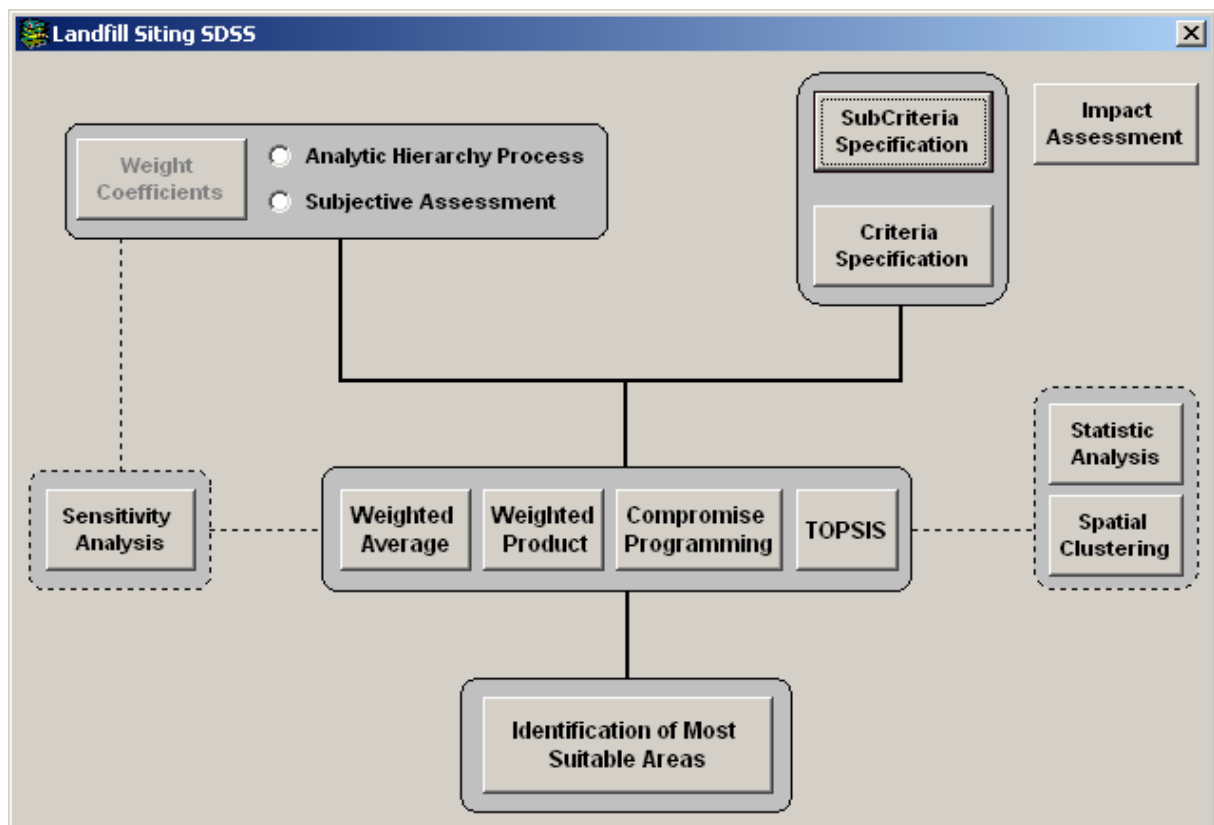 Landfill Siting SDSS
SubCriteria
Specification
Impact
Assessment
Weight
Coefficients
Analytic Hierarchy Process
Subjective Assessment
Criteria
Specification
Statistic
Analysis
Sensitivity
Analysis
Weighted
Average
Weighted
Product
Compromise
Programming
TOPSIS
Spatial
Clustering
Identification of Most
Suitable Areas